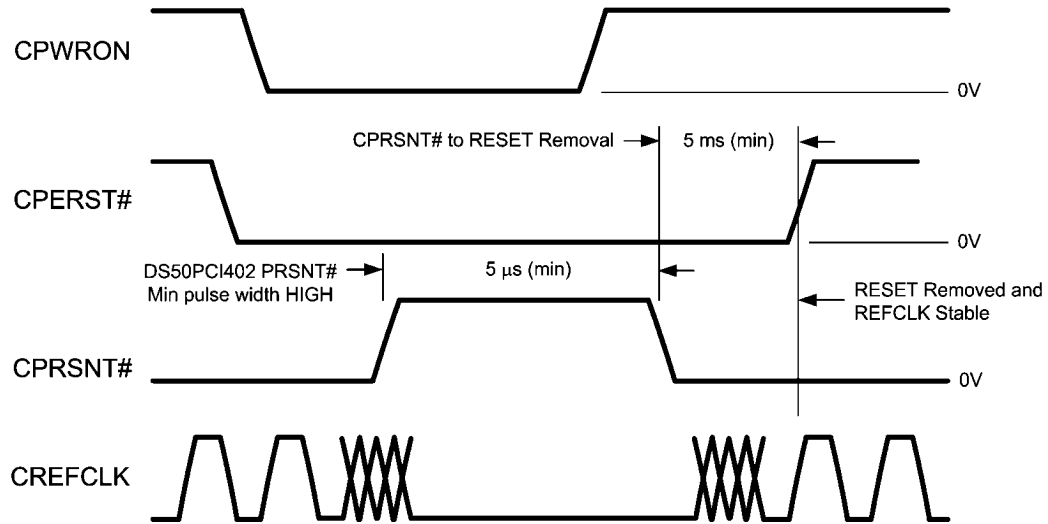 CPWRON
0V
CPRSNT# to RESET Removal
5 ms (min)
CPERST#
0V
DS50PCI402 PRSNT#
Min pulse width HIGH
5 μs (min)
RESET Removed and
REFCLK Stable
CPRSNT#
0V
CREFCLK